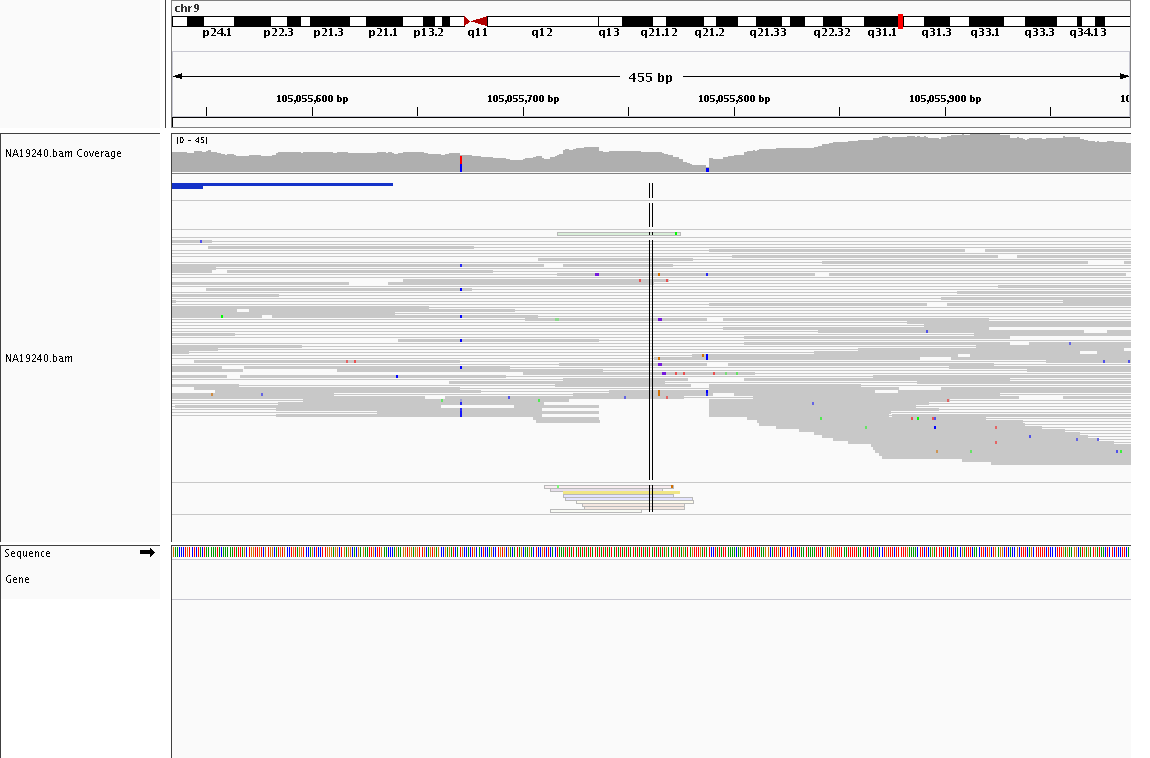 chr9
p24.1 p22.3 p21.3 p21.1 p13.2 q11 q12 q13 q21.12 q21.2 q21.33 q22.32 q31.1 q31.3 q33.1 q33.3 q34.13
455 bp
105,055,600 bp 105,055,700 bp 105,055,800 bp 105,055,900 bp 10
[0 - 45]
NA19240.bam Coverage
NA19240.bam
Sequence
Gene